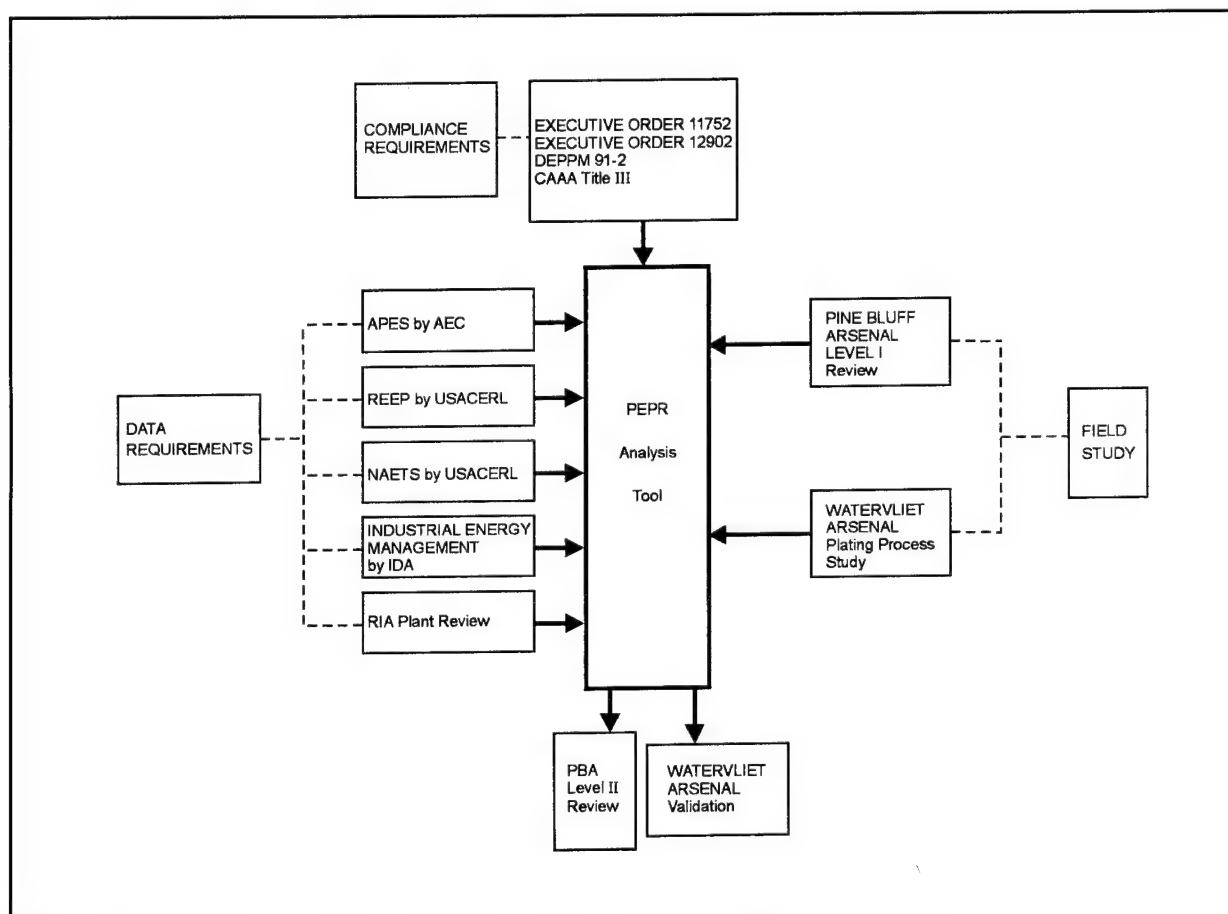 COMPLIANCE
REQUIREMENTS
EXECUTIVE ORDER 11752
EXECUTIVE ORDER 12902
DEPPM 91-2
CAAA Title III
DATA
REQUIREMENTS
APES by AEC
REEP by USACERL
NAETS by USACERL
INDUSTRIAL ENERGY
MANAGEMENT
by IDA
RIA Plant Review
PEPR
Analysis
Tool
PINE BLUFF
ARSENAL
LEVEL I
Review
WATERVLIET
ARSENAL
Plating Process
Study
FIELD
STUDY
PBA
Level II
Review
WATERVLIET
ARSENAL
Validation